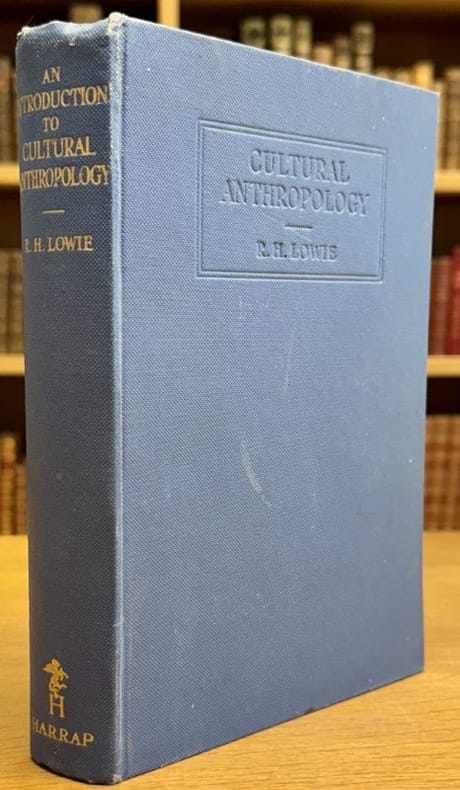 AN
INTRODUCTION
TO
CULTURAL
ANTHROPOLOGY
R. H. LOWIE
H
HARRAP
CULTURAL
ANTHROPOLOGY
R. H. LOWIE